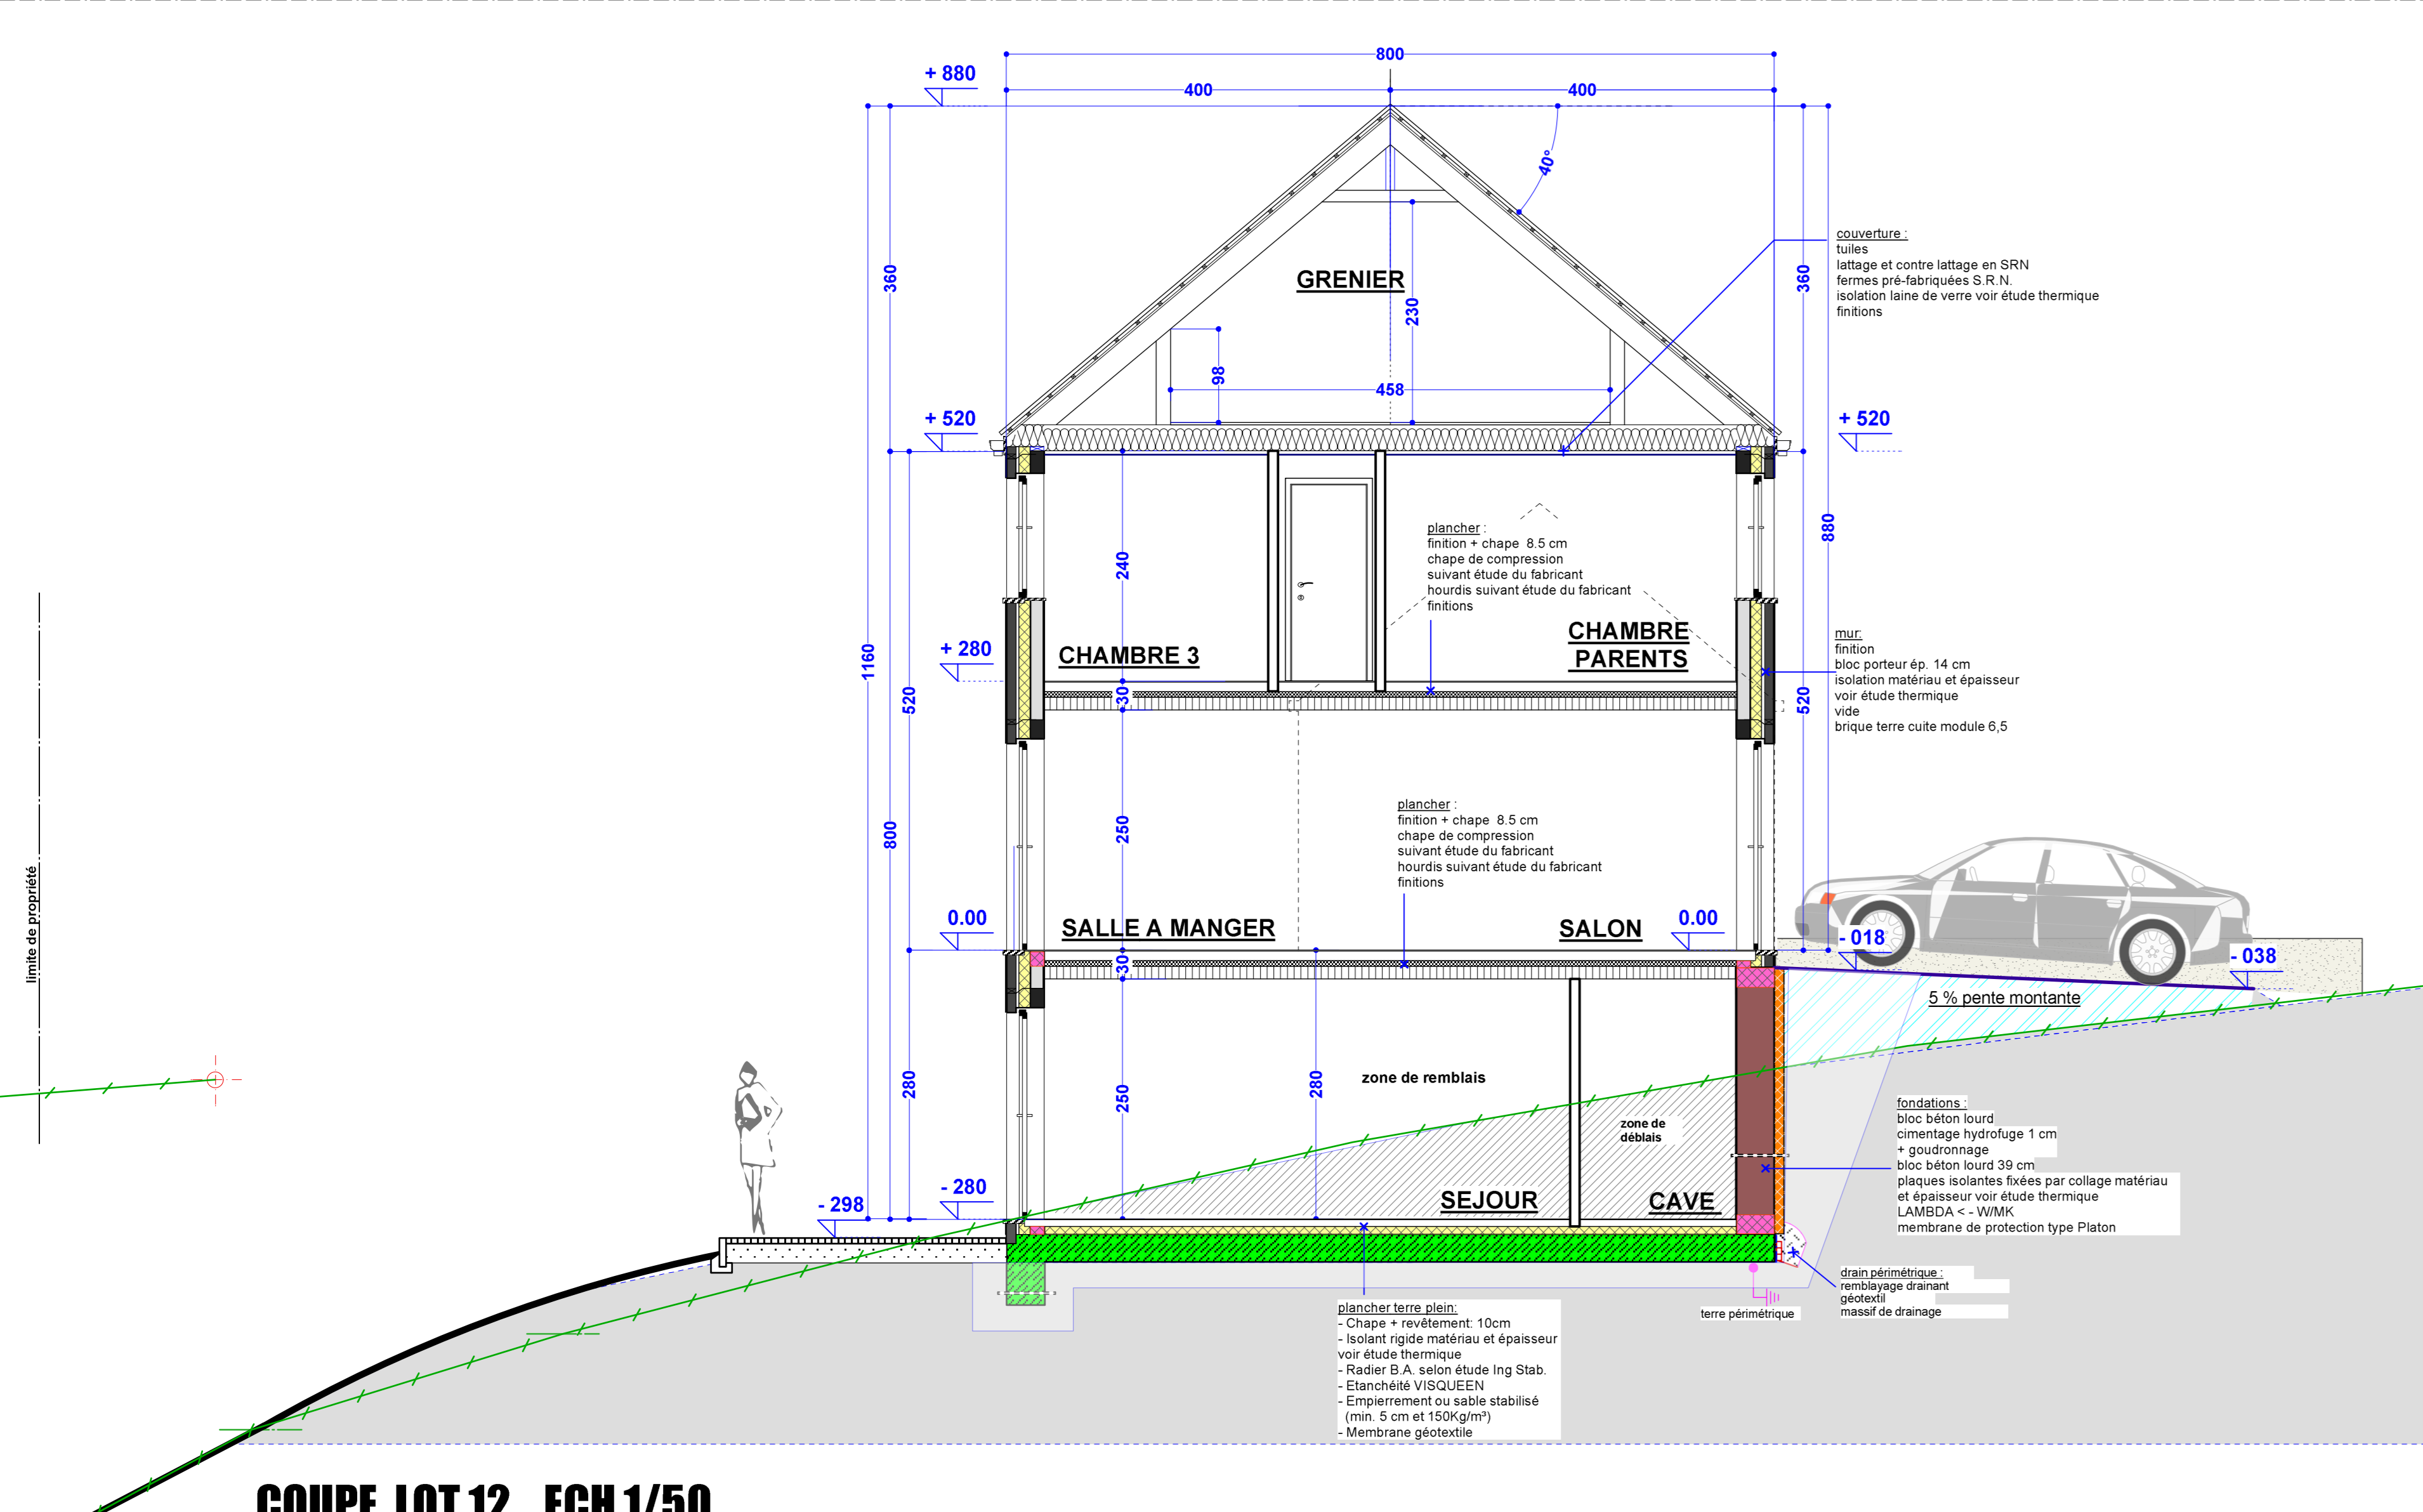 800
400
400
+ 880
40°
360
360
GRENIER
230
98
458
couverture :
tuiles
lattage et contre lattage en SRN
fermes pré-fabriquées S.R.N.
isolation laine de verre voir étude thermique
finitions
+ 520
+ 520
880
240
plancher :
finition + chape 8.5 cm
chape de compression
suivant étude du fabricant
hourdis suivant étude du fabricant
finitions
CHAMBRE 3
CHAMBRE
PARENTS
+ 280
1160
520
30
520
mur:
finition
bloc porteur ép. 14 cm
isolation matériau et épaisseur
voir étude thermique
vide
brique terre cuite module 6,5
800
250
plancher :
finition + chape 8.5 cm
chape de compression
suivant étude du fabricant
hourdis suivant étude du fabricant
finitions
limite de propriété
0.00
SALLE A MANGER
SALON
0.00
- 018
- 038
30
5 % pente montante
280
250
280
zone de remblais
zone de
déblais
fondations :
bloc béton lourd
cimentage hydrofuge 1 cm
+ goudronnage
bloc béton lourd 39 cm
plaques isolantes fixées par collage matériau
et épaisseur voir étude thermique
LAMBDA < - W/MK
membrane de protection type Platon
- 298
- 280
SEJOUR
CAVE
drain périmétrique :
remblayage drainant
géotextil
massif de drainage
terre périmétrique
plancher terre plein:
- Chape + revêtement: 10cm
- Isolant rigide matériau et épaisseur
voir étude thermique
- Radier B.A. selon étude Ing Stab.
- Etanchéité VISQUEEN
- Empierrement ou sable stabilisé
(min. 5 cm et 150Kg/m³)
- Membrane géotextile
COUPE LOT 12 ECH 1/50